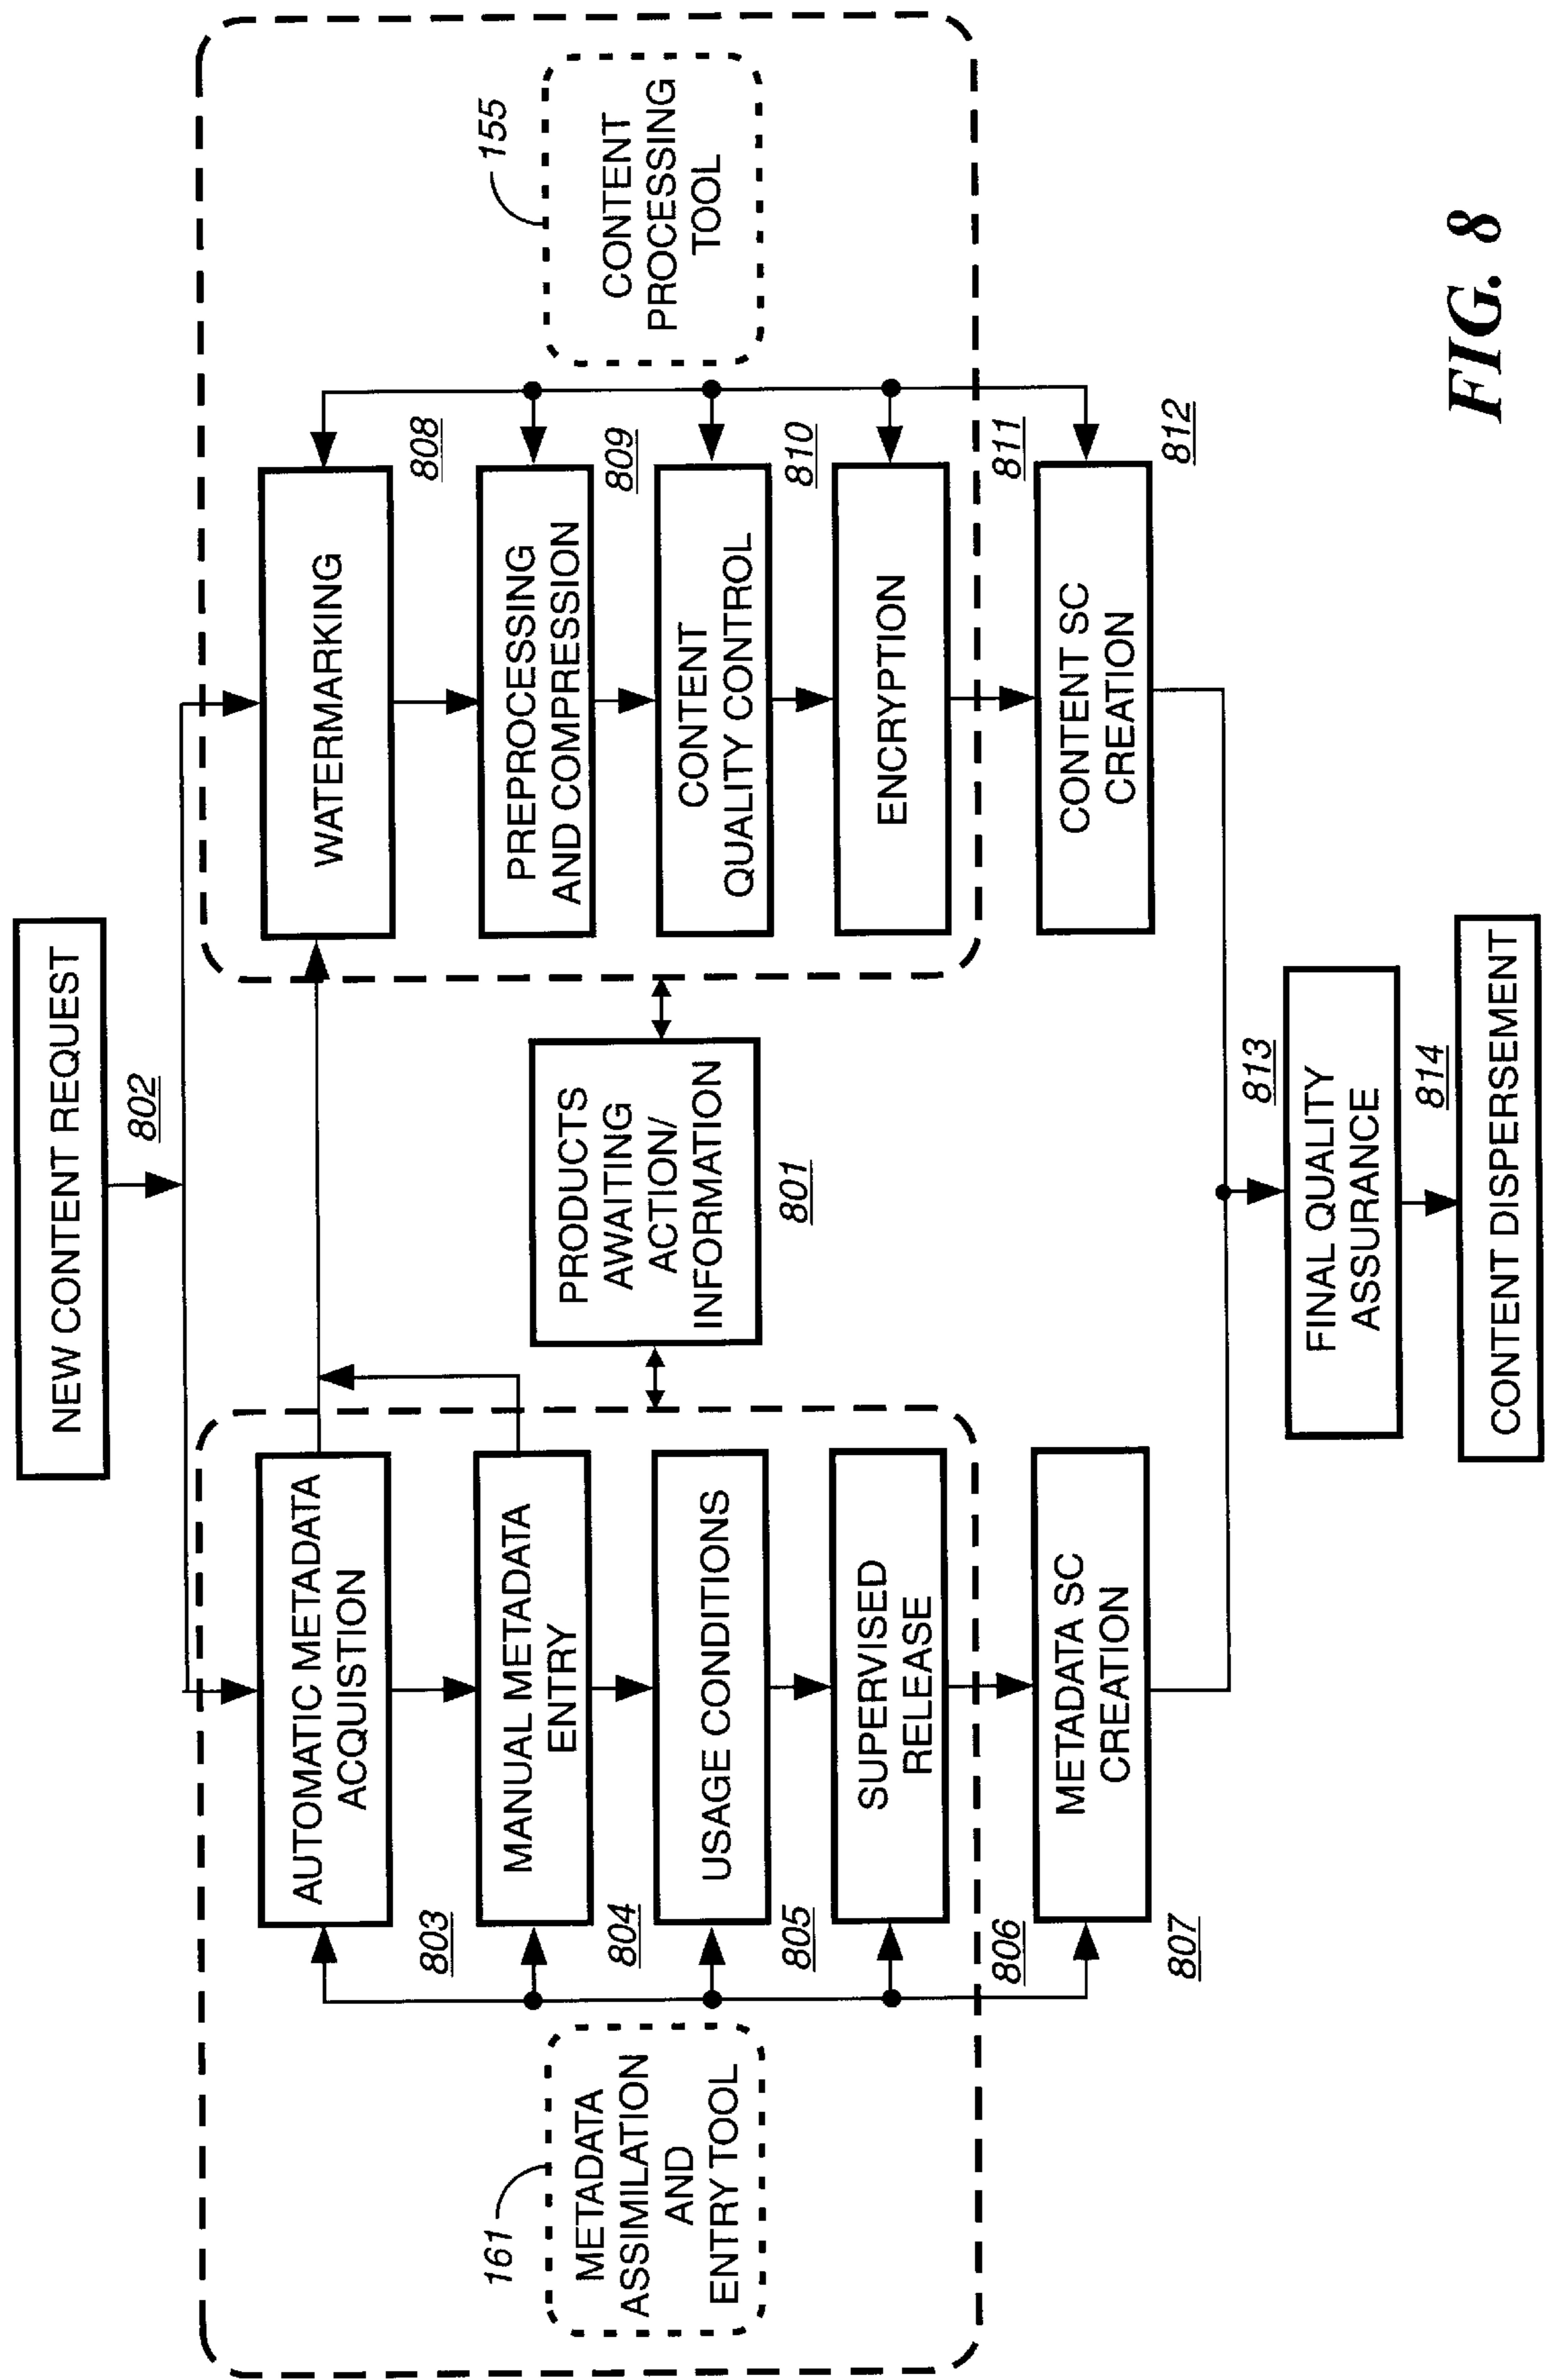 NEW CONTENT REQUEST
802
AUTOMATIC METADATA
ACQUISTION
803
WATERMARKING
808
161
METADATA
ASSIMILATION
AND
ENTRY TOOL
MANUAL METADATA
ENTRY
804
PRODUCTS
AWAITING
ACTION/
INFORMATION
801
PREPROCESSING
AND COMPRESSION
809
155
CONTENT
PROCESSING
TOOL
USAGE CONDITIONS
805
CONTENT
QUALITY CONTROL
810
SUPERVISED
RELEASE
806
ENCRYPTION
811
METADATA SC
CREATION
807
CONTENT SC
CREATION
812
813
FINAL QUALITY
ASSURANCE
814
CONTENT DISPERSEMENT
FIG. 8